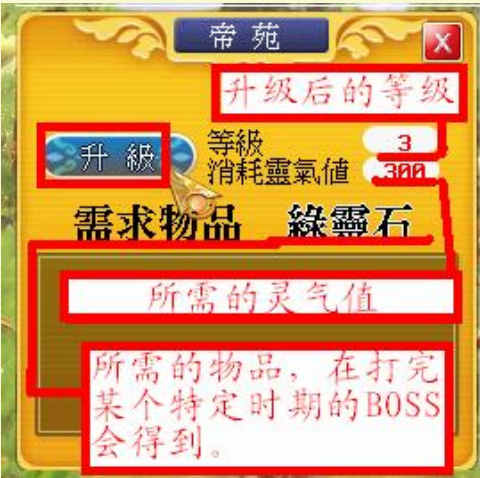 帝苑
X
升级后的等级
升級
等級 3
消耗靈氣値 300
需求物品 綠靈石
所需的灵气值
所需的物品，在打完
某个特定时期的BOSS
会得到。